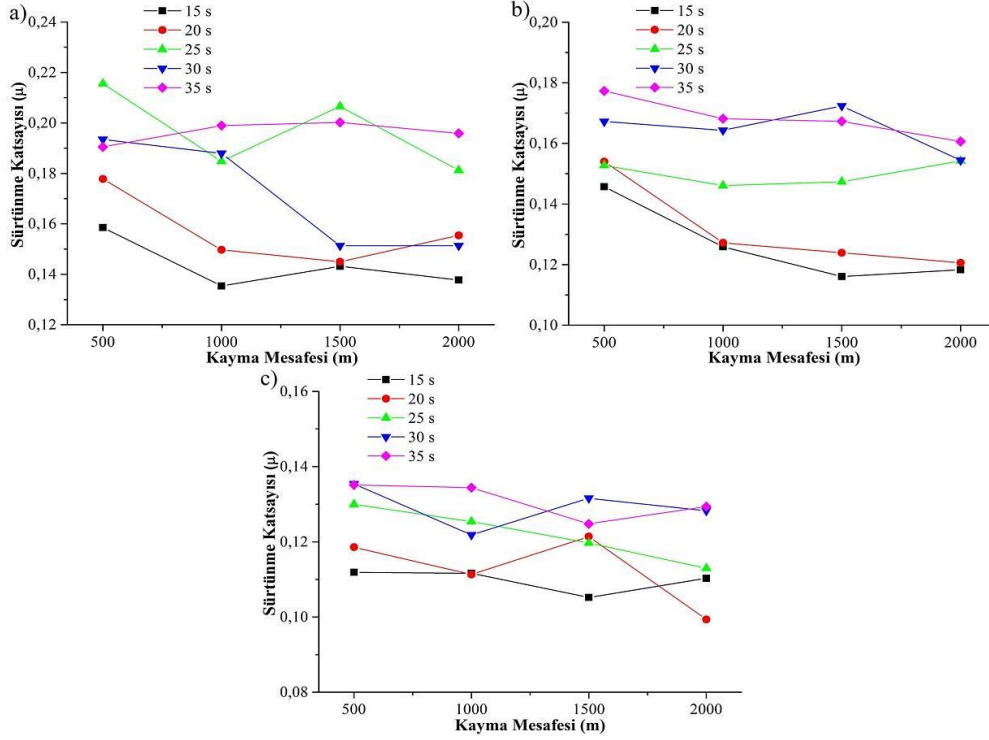 a)
15 s
20 s
25 s
30 s
35 s
0,24
0,22
0,20
0,18
0,16
0,14
0,12
Sürtünme Katsayısı (µ)
500
1000
1500
2000
Kayma Mesafesi (m)
b)
15 s
20 s
25 s
30 s
35 s
0,20
0,18
0,16
0,14
0,12
0,10
Sürtünme Katsayısı (µ)
500
1000
1500
2000
Kayma Mesafesi (m)
c)
15 s
20 s
25 s
30 s
35 s
0,16
0,14
0,12
0,10
0,08
Sürtünme Katsayısı (µ)
500
1000
1500
2000
Kayma Mesafesi (m)